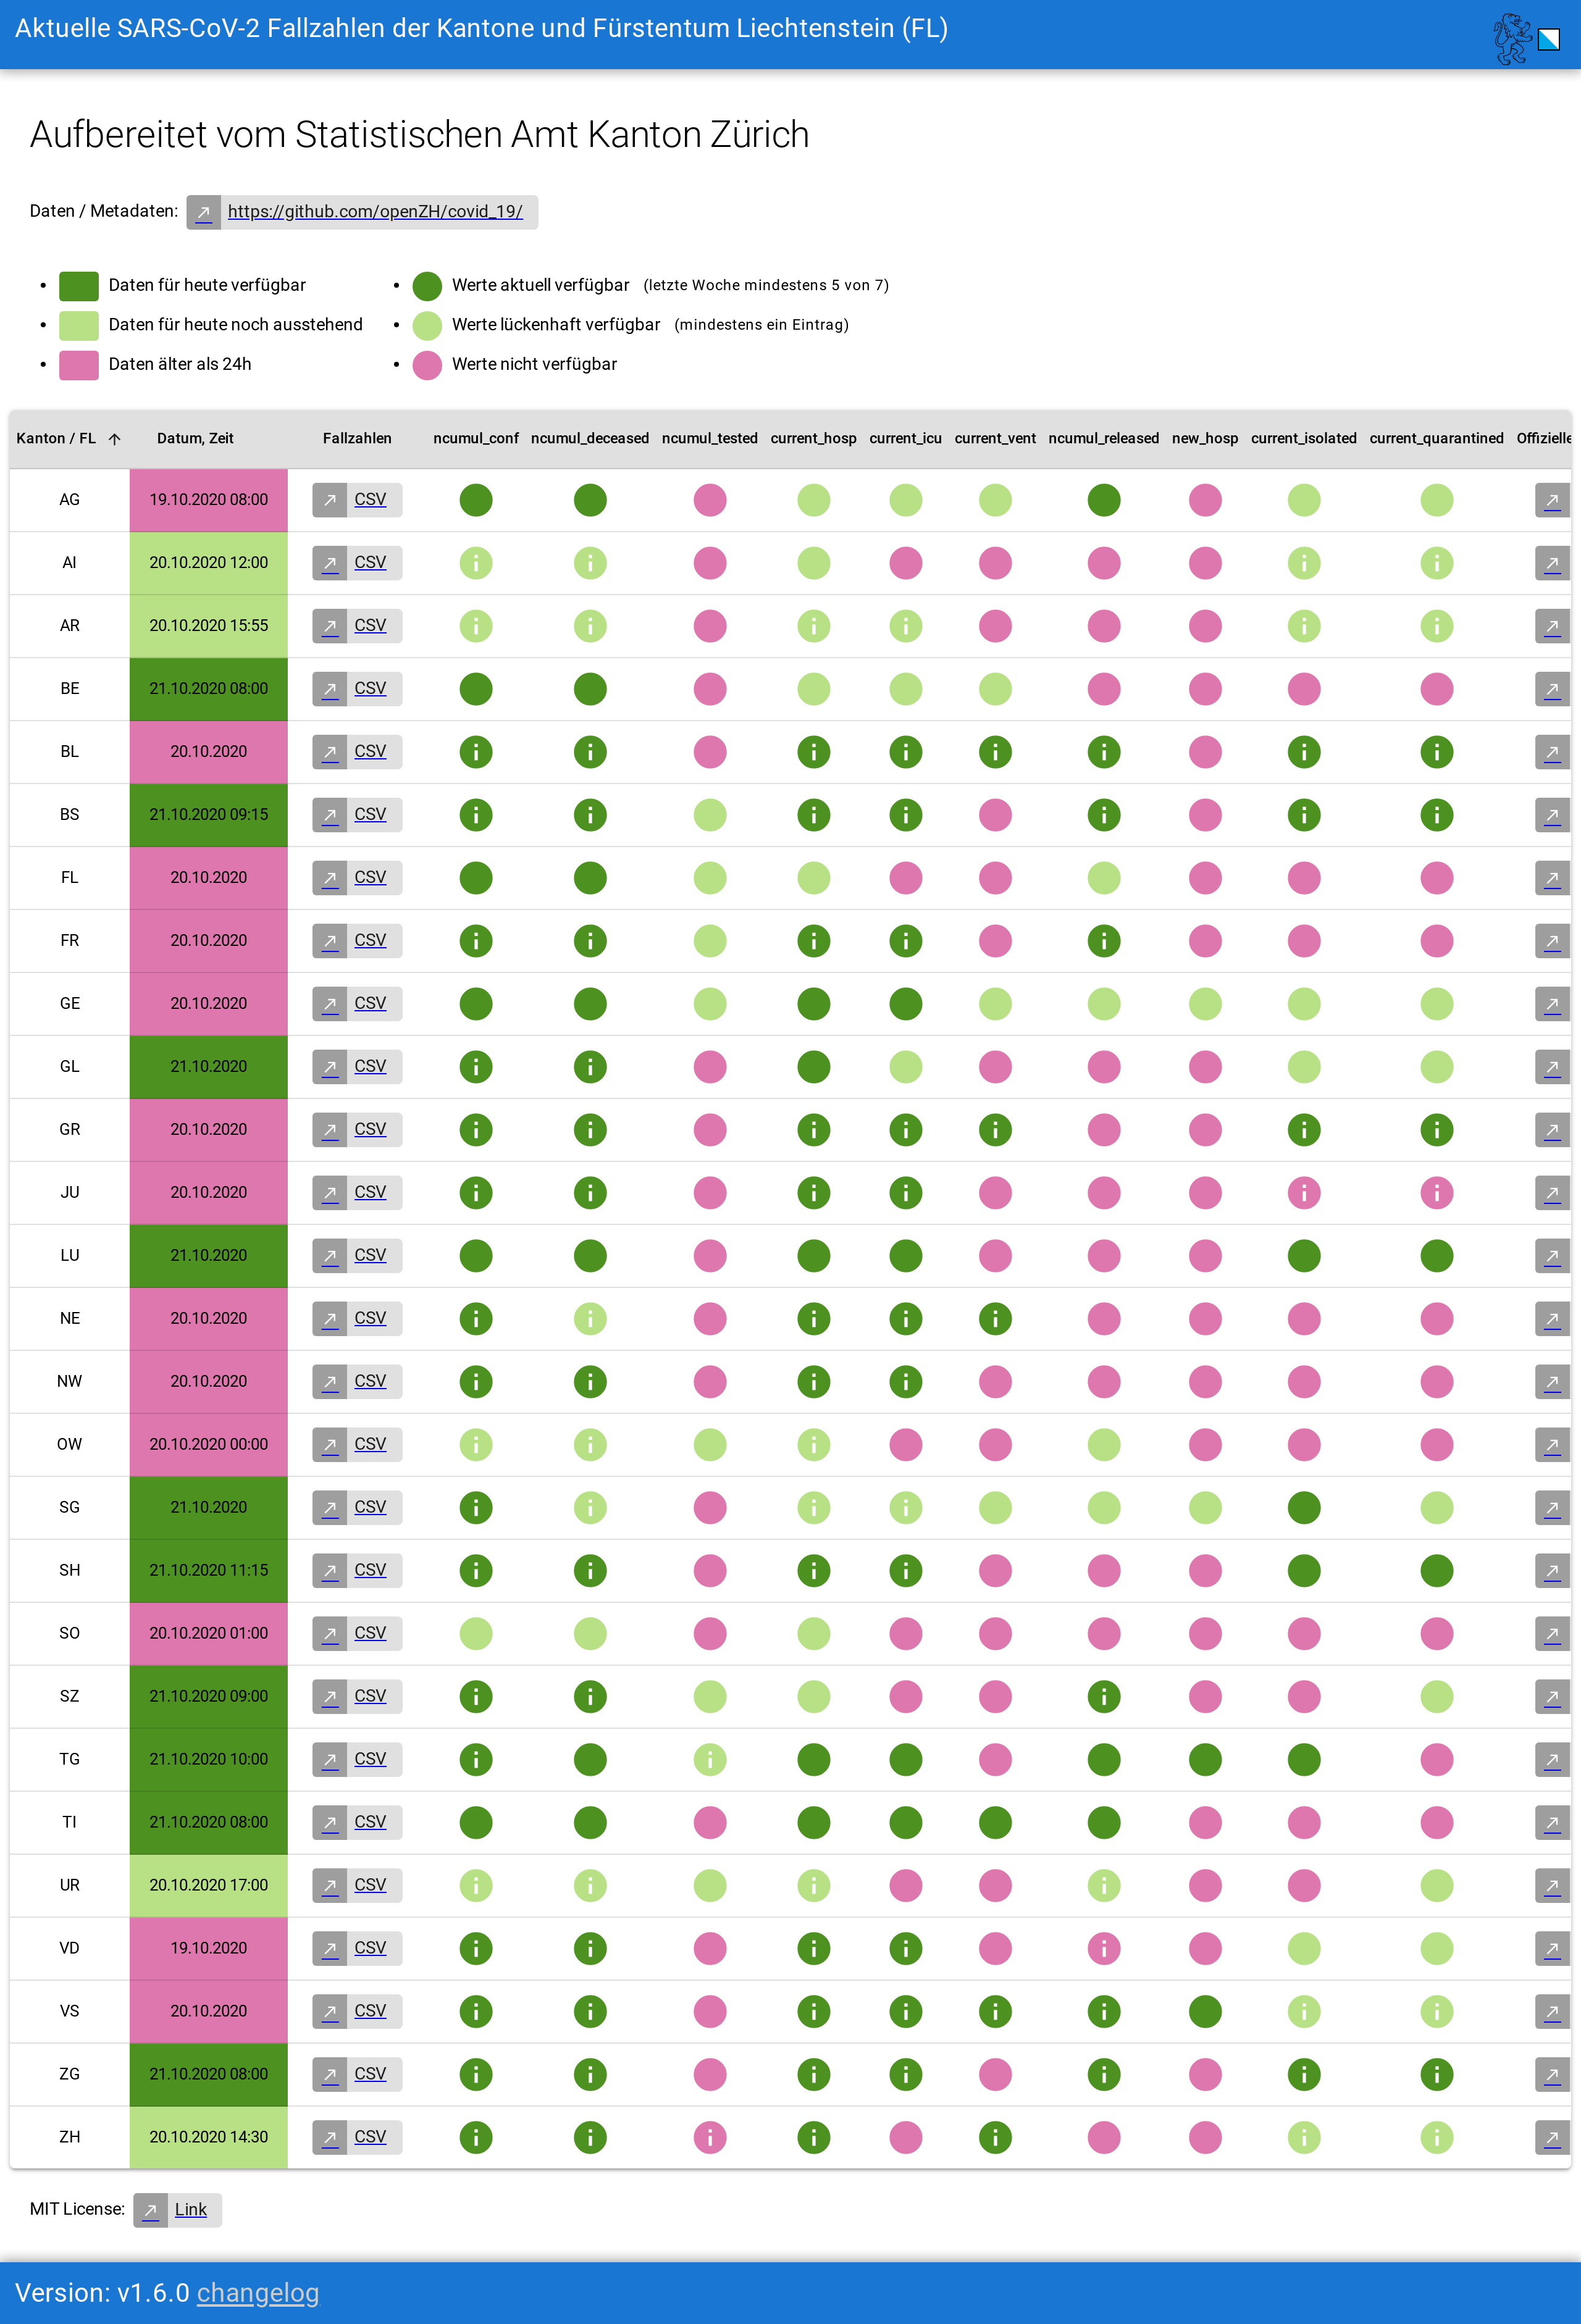 Aktuelle SARS-CoV-2 Fallzahlen der Kantone und Fürstentum Liechtenstein (FL)
Aufbereitet vom Statistischen Amt Kanton Zürich
Daten / Metadaten: https://github.com/openZH/covid_19/
Daten für heute verfügbar
Daten für heute noch ausstehend
Daten älter als 24h
Werte aktuell verfügbar (letzte Woche mindestens 5 von 7)
Werte lückenhaft verfügbar (mindestens ein Eintrag)
Werte nicht verfügbar
Kanton / FL Datum, Zeit Fallzahlen ncumul_conf ncumul_deceased ncumul_tested current_hosp current_icu current_vent ncumul_released new_hosp current_isolated current_quarantined Offizielle
AG 19.10.2020 08:00 CSV
AI 20.10.2020 12:00 CSV
AR 20.10.2020 15:55 CSV
BE 21.10.2020 08:00 CSV
BL 20.10.2020 CSV
BS 21.10.2020 09:15 CSV
FL 20.10.2020 CSV
FR 20.10.2020 CSV
GE 20.10.2020 CSV
GL 21.10.2020 CSV
GR 20.10.2020 CSV
JU 20.10.2020 CSV
LU 21.10.2020 CSV
NE 20.10.2020 CSV
NW 20.10.2020 CSV
OW 20.10.2020 00:00 CSV
SG 21.10.2020 CSV
SH 21.10.2020 11:15 CSV
SO 20.10.2020 01:00 CSV
SZ 21.10.2020 09:00 CSV
TG 21.10.2020 10:00 CSV
TI 21.10.2020 08:00 CSV
UR 20.10.2020 17:00 CSV
VD 19.10.2020 CSV
VS 20.10.2020 CSV
ZG 21.10.2020 08:00 CSV
ZH 20.10.2020 14:30 CSV
MIT License: Link
Version: v1.6.0 changelog